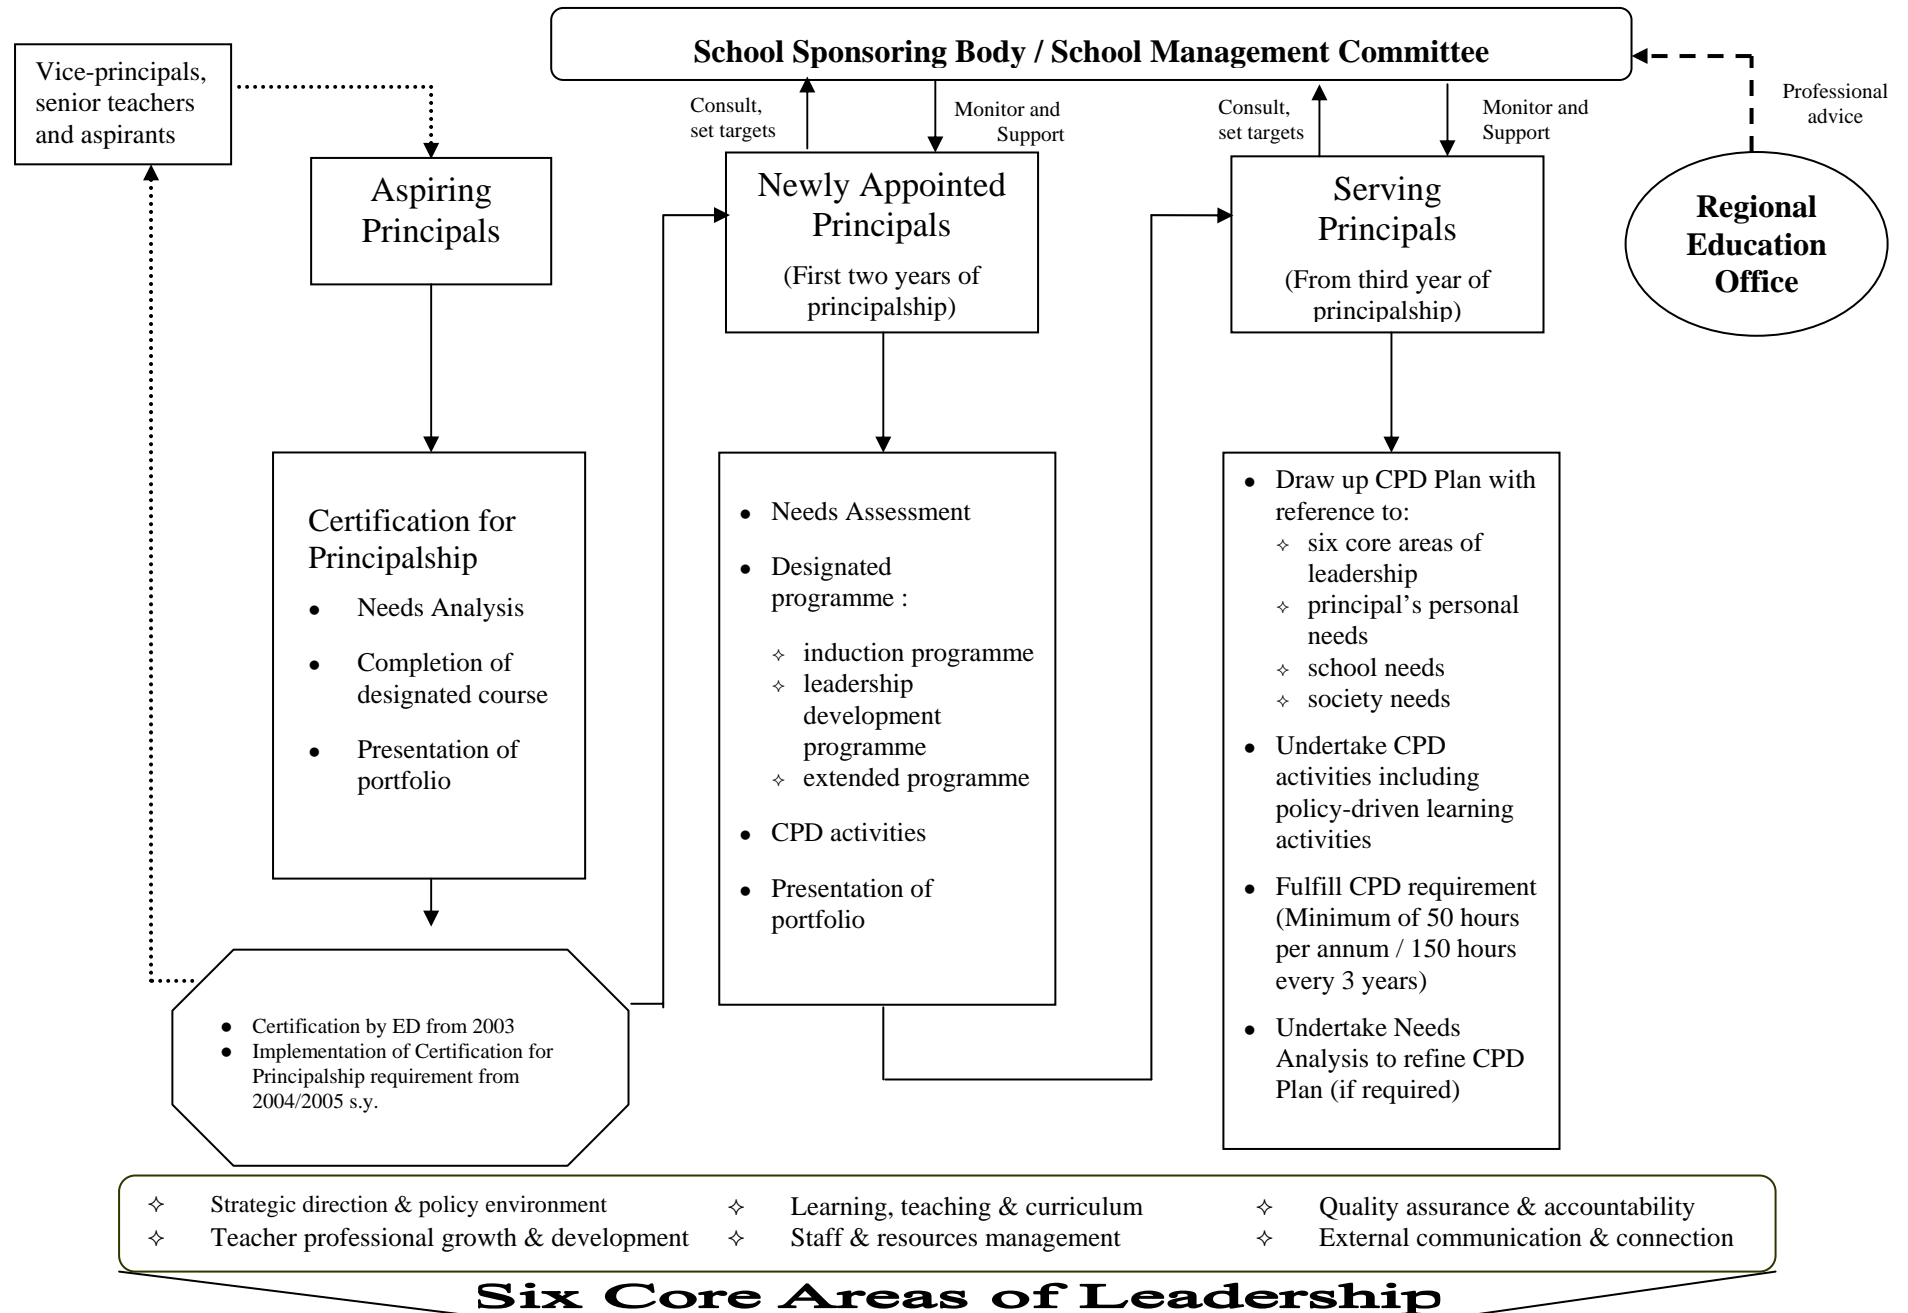 School Sponsoring Body / School Management Committee
Vice-principals,
senior teachers
and aspirants
Consult,
set targets
Monitor and
Support
Consult,
set targets
Monitor and
Support
Professional
advice
Aspiring
Principals
Newly Appointed
Principals
(First two years of
principalship)
Serving
Principals
(From third year of
principalship)
Regional
Education
Office
Certification for
Principalship
● Needs Analysis
● Completion of
designated course
● Presentation of
portfolio
● Needs Assessment
● Designated
programme :
✧ induction programme
✧ leadership
development
programme
✧ extended programme
● CPD activities
● Presentation of
portfolio
● Draw up CPD Plan with
reference to:
✧ six core areas of
leadership
✧ principal’s personal
needs
✧ school needs
✧ society needs
● Undertake CPD
activities including
policy-driven learning
activities
● Fulfill CPD requirement
(Minimum of 50 hours
per annum / 150 hours
every 3 years)
● Undertake Needs
Analysis to refine CPD
Plan (if required)
● Certification by ED from 2003
● Implementation of Certification for
Principalship requirement from
2004/2005 s.y.
✧ Strategic direction & policy environment
✧ Teacher professional growth & development
✧ Learning, teaching & curriculum
✧ Staff & resources management
✧ Quality assurance & accountability
✧ External communication & connection
Six Core Areas of Leadership